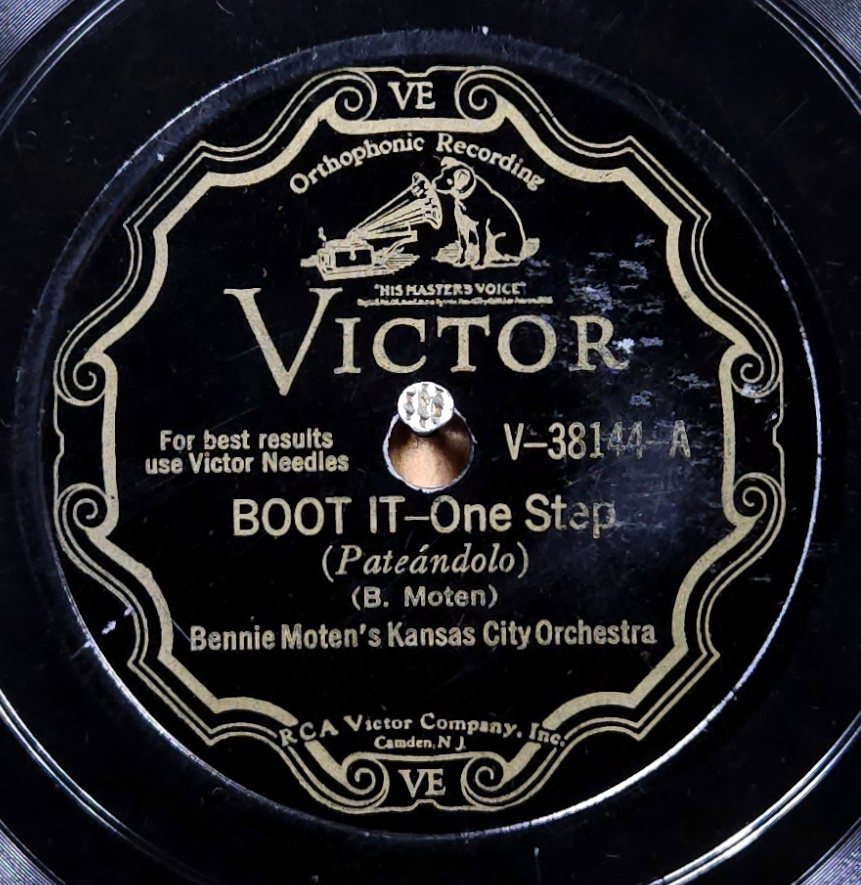 VE
Orthophonic Recording
"HIS MASTER'S VOICE"
VICTOR
For best results
use Victor Needles
V-38144-A
BOOT IT-One Step
(Pateándolo)
(B. Moten)
Bennie Moten's Kansas City Orchestra
RCA Victor Company, Inc.
Camden, N J.
VE